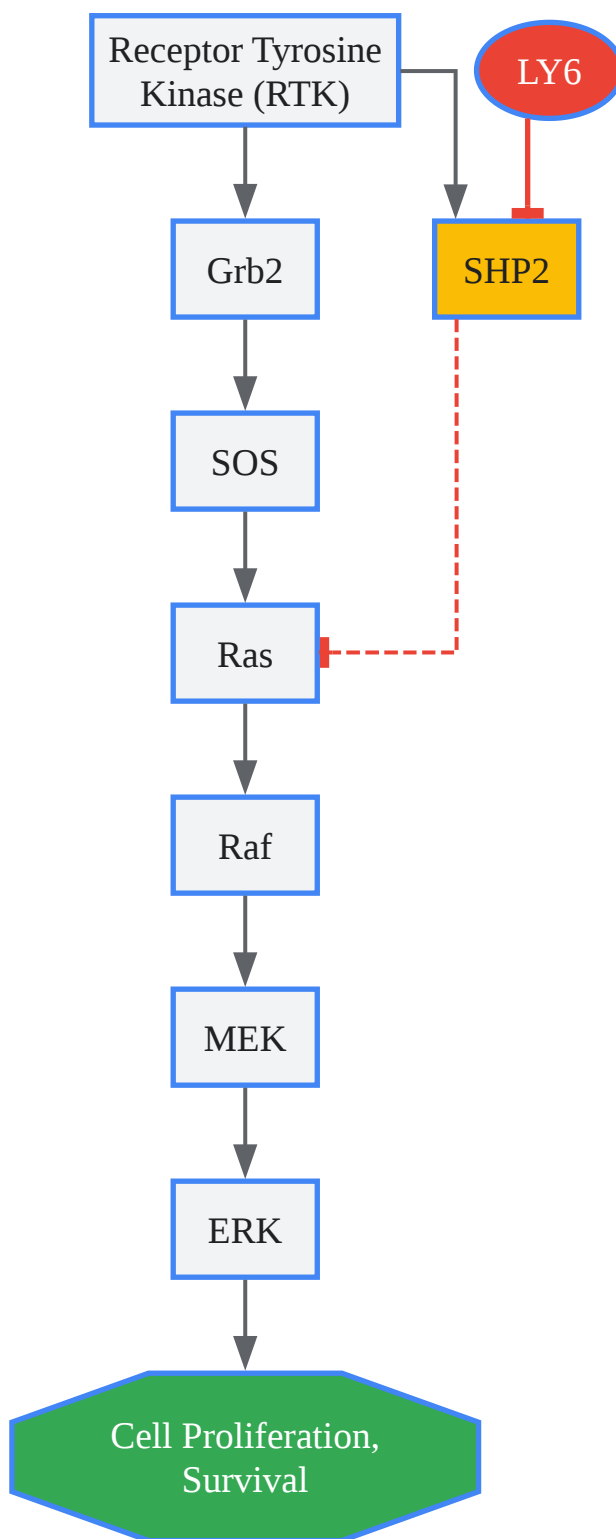 Receptor Tyrosine
Kinase (RTK)
LY6
Grb2
SHP2
SOS
Ras
Raf
MEK
ERK
Cell Proliferation,
Survival